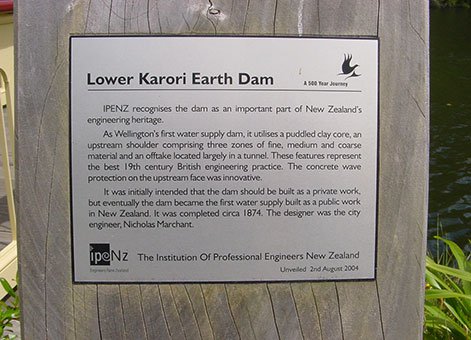 Lower Karori Earth Dam
A 500 Year Journey
IPENZ recognises the dam as an important part of New Zealand's
engineering heritage.
As Wellington's first water supply dam, it utilises a puddled clay core, an
upstream shoulder comprising three zones of fine, medium and coarse
material and an offtake located largely in a tunnel. These features represent
the best 19th century British engineering practice. The concrete wave
protection on the upstream face was innovative.
It was initially intended that the dam should be built as a private work,
but eventually the dam became the first water supply built as a public work
in New Zealand. It was completed circa 1874. The designer was the city
engineer, Nicholas Marchant.
ipeNz
Engineers New Zealand
The Institution Of Professional Engineers New Zealand
Unveiled 2nd August 2004